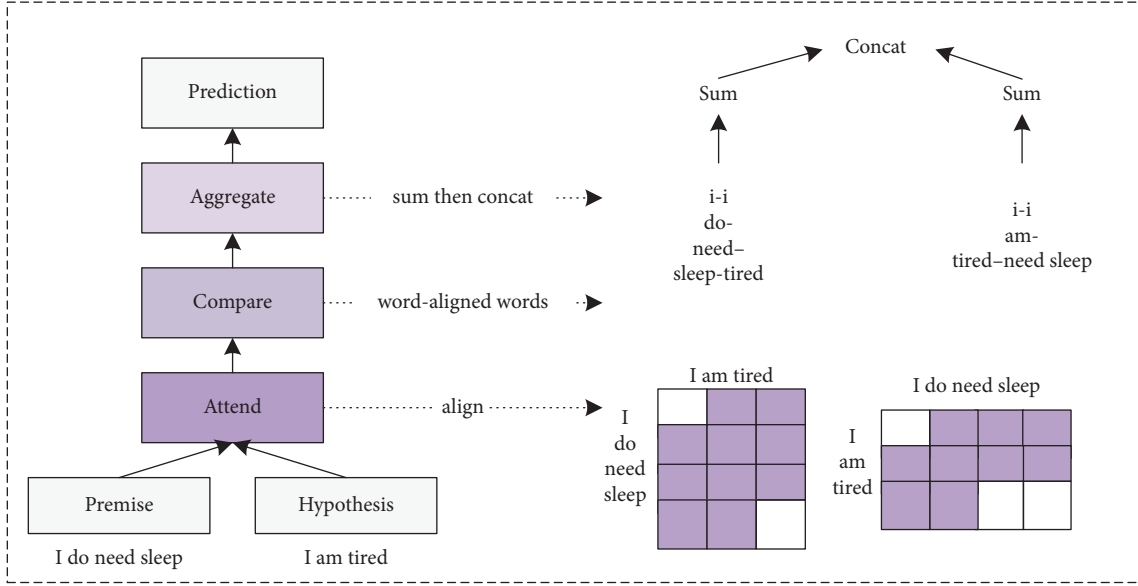 Concat
Prediction
Sum
Sum
Aggregate
sum then concat
i-i
do-
need–
sleep-tired
i-i
am-
tired–need sleep
Compare
word-aligned words
Attend
align
I am tired
I
do
need
sleep
I do need sleep
I
am
tired
Premise
Hypothesis
I do need sleep
I am tired